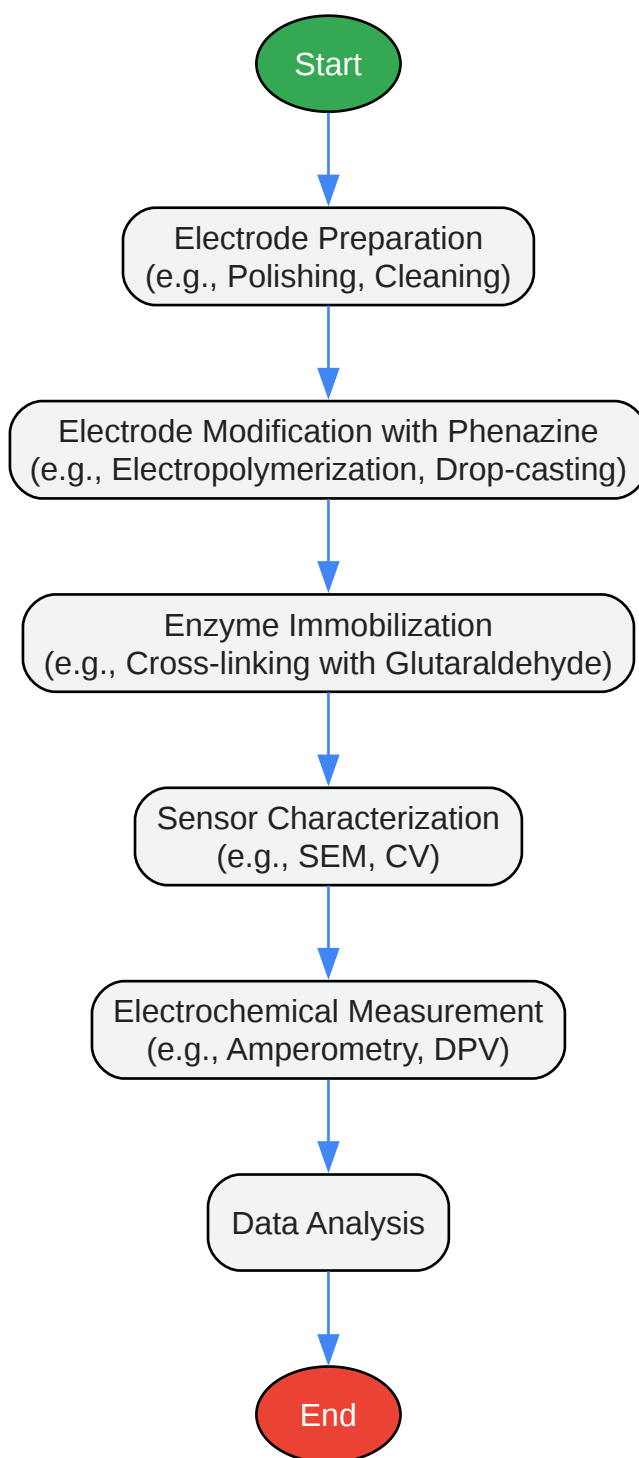 Start
Electrode Preparation
(e.g., Polishing, Cleaning)
Electrode Modification with Phenazine
(e.g., Electropolymerization, Drop-casting)
Enzyme Immobilization
(e.g., Cross-linking with Glutaraldehyde)
Sensor Characterization
(e.g., SEM, CV)
Electrochemical Measurement
(e.g., Amperometry, DPV)
Data Analysis
End